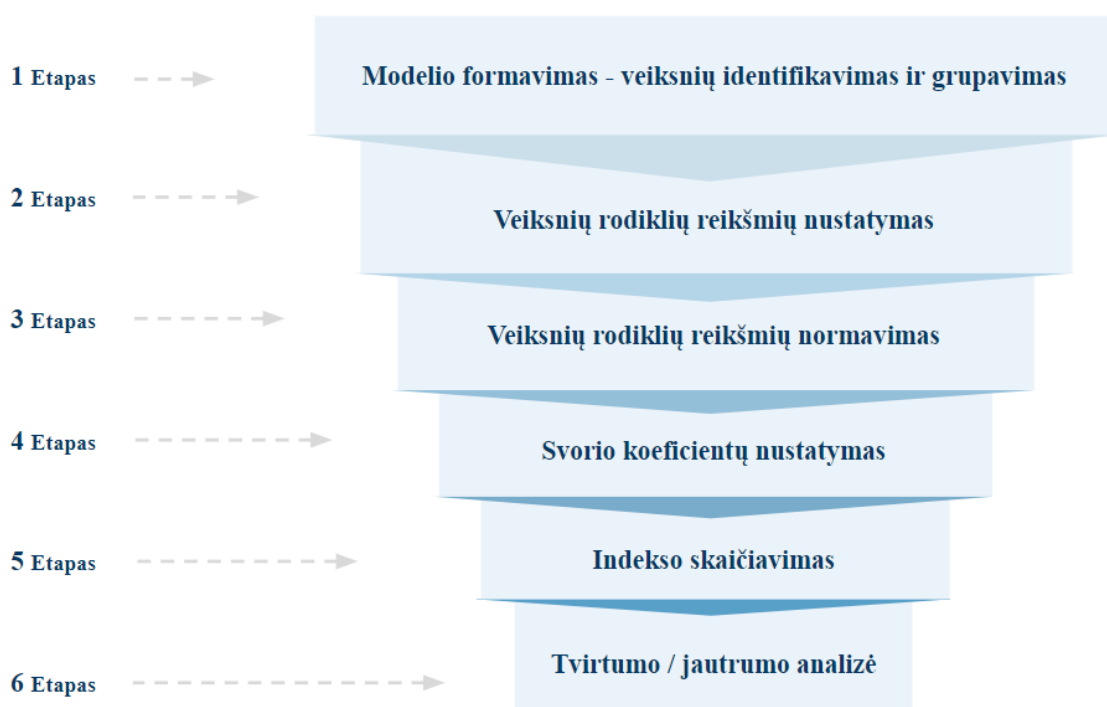 1 Etapas
Modelio formavimas - veiksnių identifikavimas ir grupavimas
2 Etapas
Veiksnių rodiklių reikšmių nustatymas
3 Etapas
Veiksnių rodiklių reikšmių normavimas
4 Etapas
Svorio koeficientų nustatymas
5 Etapas
Indekso skaičiavimas
6 Etapas
Tvirtumo / jautrumo analizė